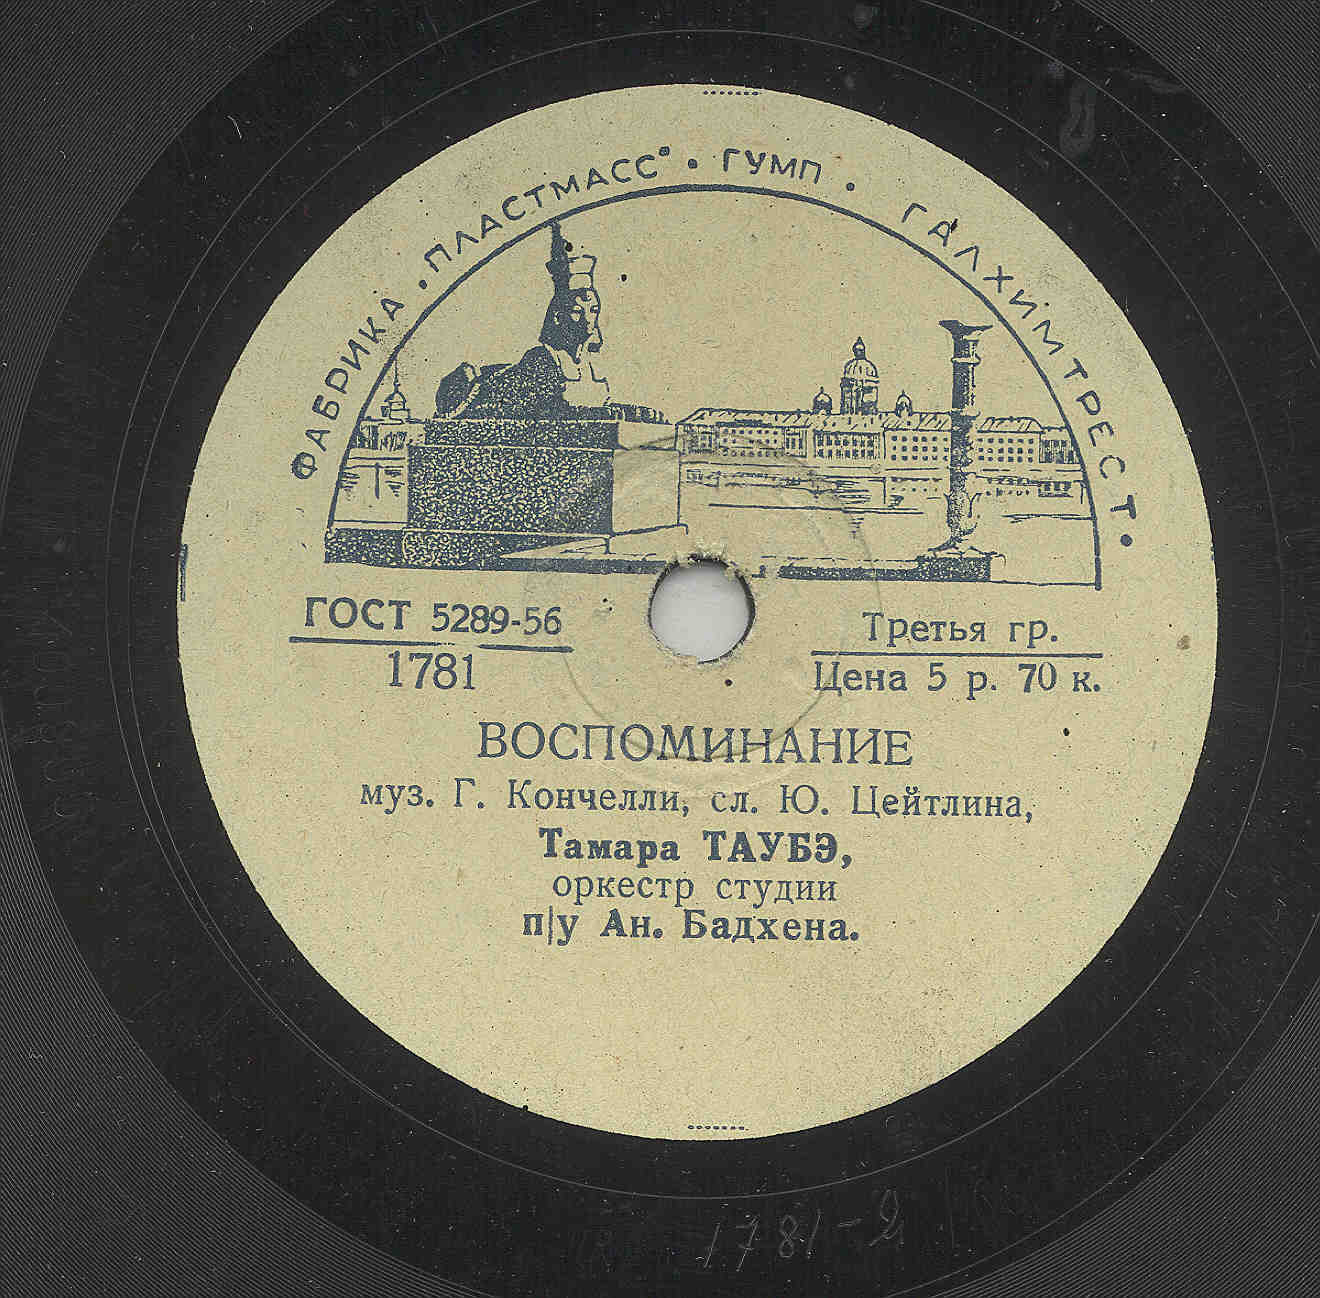 ФАБРИКА „ПЛАСТМАСС" • ГУМП • ГАЛХИМТРЕСТ •
ГОСТ 5289-56
1781
Третья гр.
Цена 5 р. 70 к.
ВОСПОМИНАНИЕ
муз. Г. Кончелли, сл. Ю. Цейтлина,
Тамара ТАУБЭ,
оркестр студии
п/у Ан. Бадхена.
1781-2